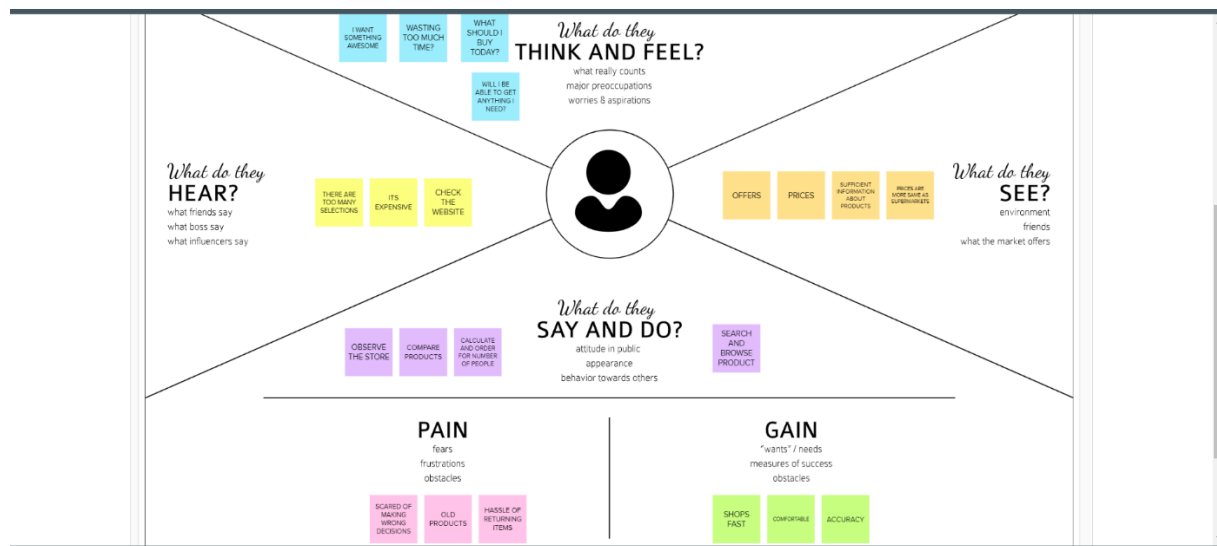 I WANT
SOMETHING
AWESOME
WASTING
TOO MUCH
TIME?
WHAT
SHOULD I
BUY
TODAY?
WILL I BE
ABLE TO GET
ANYTHING I
NEED?
What do they
THINK AND FEEL?
what really counts
major preoccupations
worries & aspirations
What do they
HEAR?
what friends say
what boss say
what influencers say
THERE ARE
TOO MANY
SELECTIONS
ITS
EXPENSIVE
CHECK
THE
WEBSITE
OFFERS
PRICES
SUFFICIENT
INFORMATION
ABOUT
PRODUCTS
PRICES ARE
MORE SAME AS
SUPERMARKETS
What do they
SEE?
environment
friends
what the market offers
What do they
SAY AND DO?
attitude in public
appearance
behavior towards others
OBSERVE
THE STORE
COMPARE
PRODUCTS
CALCULATE
AND ORDER
FOR NUMBER
OF PEOPLE
SEARCH
AND
BROWSE
PRODUCT
PAIN
fears
frustrations
obstacles
SCARED OF
MAKING
WRONG
DECISIONS
OLD
PRODUCTS
HASSLE OF
RETURNING
ITEMS
GAIN
"wants" / needs
measures of success
obstacles
SHOPS
FAST
COMFORTABLE
ACCURACY